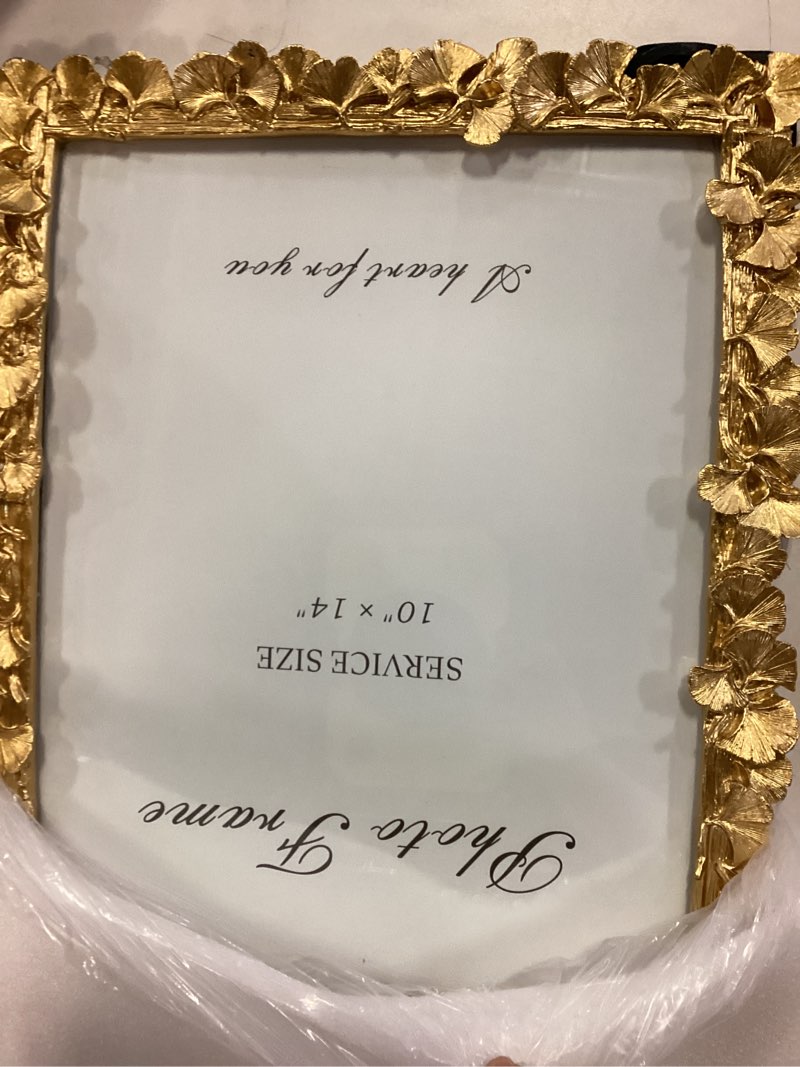 Photo Frame
SERVICE SIZE
10" × 14"
A heart for you